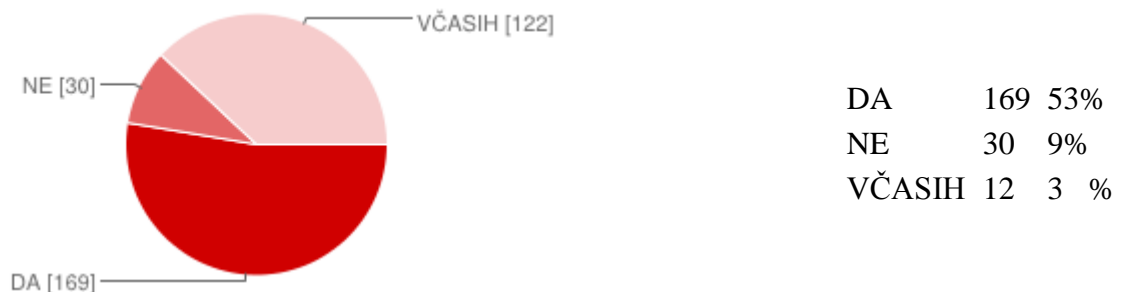 VČASIH [122]
NE [30]
DA [169]
DA 169 53%
NE 30 9%
VČASIH 12 3 %